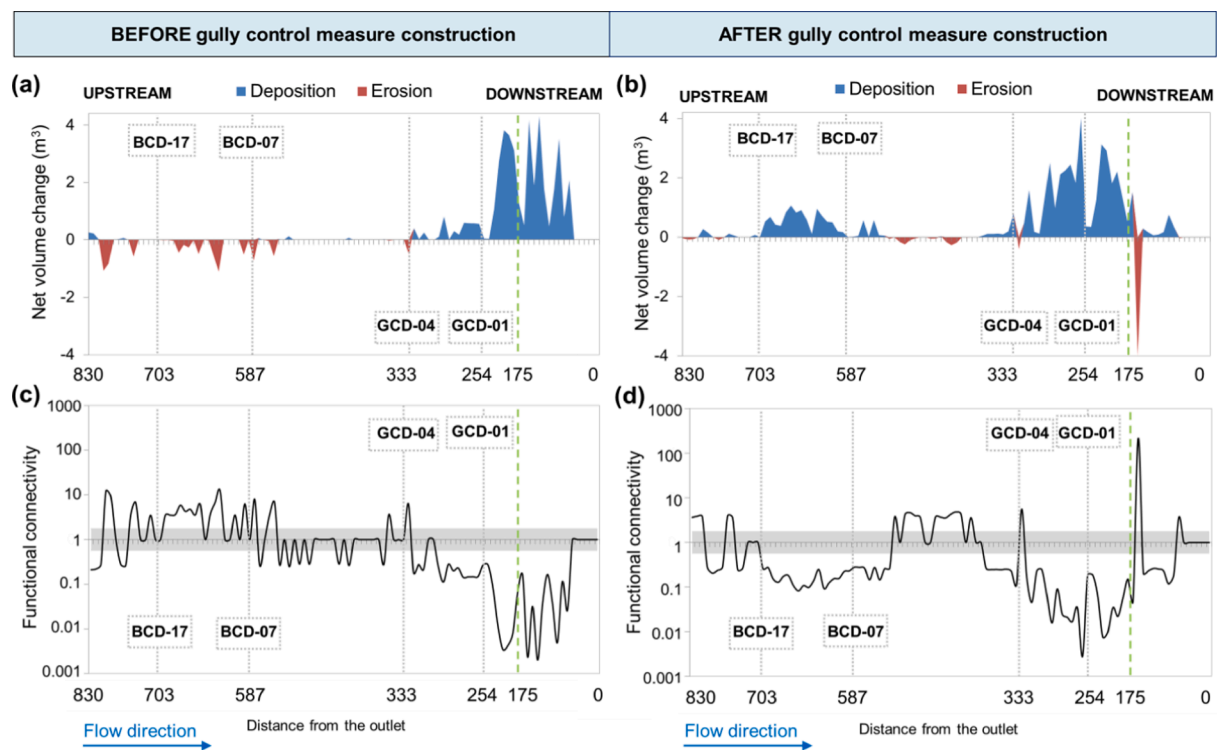 BEFORE gully control measure construction
AFTER gully control measure construction
(a)
UPSTREAM
Deposition
Erosion
DOWNSTREAM
BCD-17
BCD-07
GCD-04
GCD-01
Net volume change (m³)
4
2
0
-2
-4
830
703
587
333
254
175
0
(b)
UPSTREAM
Deposition
Erosion
DOWNSTREAM
BCD-17
BCD-07
GCD-04
GCD-01
Net volume change (m³)
4
2
0
-2
-4
830
703
587
333
254
175
0
(c)
Functional connectivity
1000
100
10
1
0.1
0.01
0.001
GCD-04
GCD-01
BCD-17
BCD-07
830
703
587
333
254
175
0
Flow direction
Distance from the outlet
(d)
Functional connectivity
1000
100
10
1
0.1
0.01
0.001
GCD-04
GCD-01
BCD-17
BCD-07
830
703
587
333
254
175
0
Flow direction
Distance from the outlet